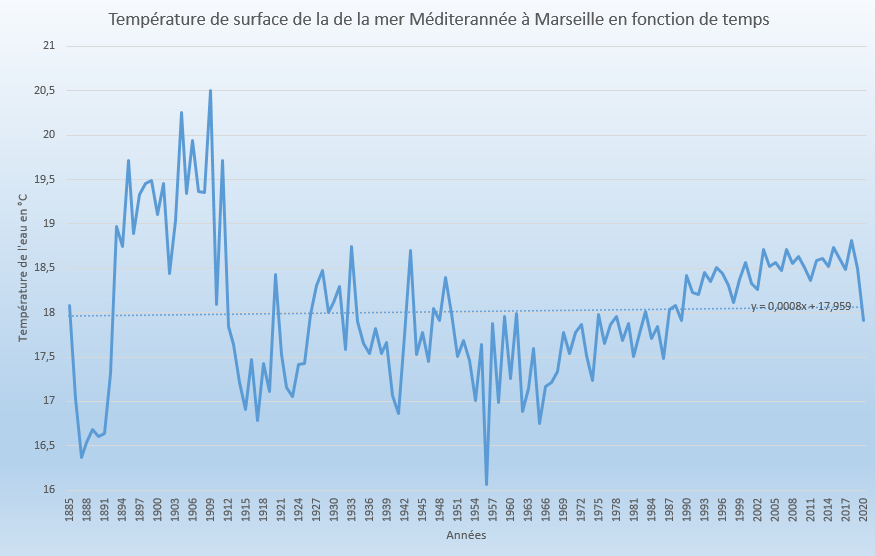 Température de surface de la de la mer Méditerannée à Marseille en fonction de temps
21
20,5
20
19,5
19
18,5
18
17,5
17
16,5
16
Température de l'eau en °C
y = 0,0008x + 17,959
1885 1888 1891 1894 1897 1900 1903 1906 1909 1912 1915 1918 1921 1924 1927 1930 1933 1936 1939 1942 1945 1948 1951 1954 1957 1960 1963 1966 1969 1972 1975 1978 1981 1984 1987 1990 1993 1996 1999 2002 2005 2008 2011 2014 2017 2020
Années